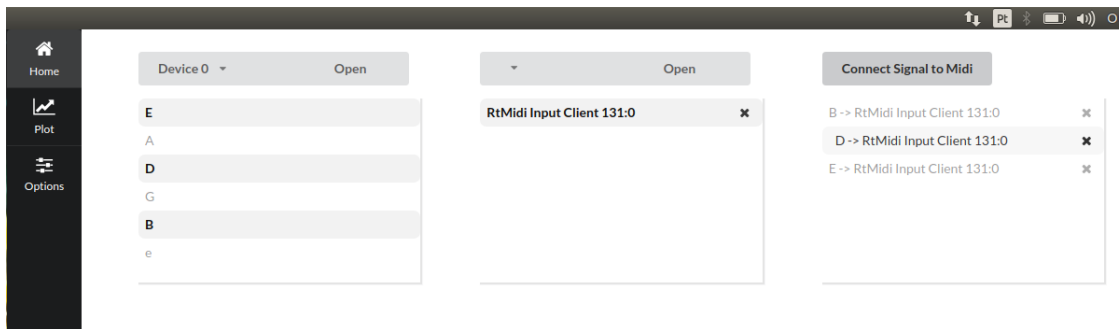 Pt
Home
Plot
Options
Device 0 Open
E
A
D
G
B
e
Open
RtMidi Input Client 131:0
Connect Signal to Midi
B -> RtMidi Input Client 131:0
D -> RtMidi Input Client 131:0
E -> RtMidi Input Client 131:0